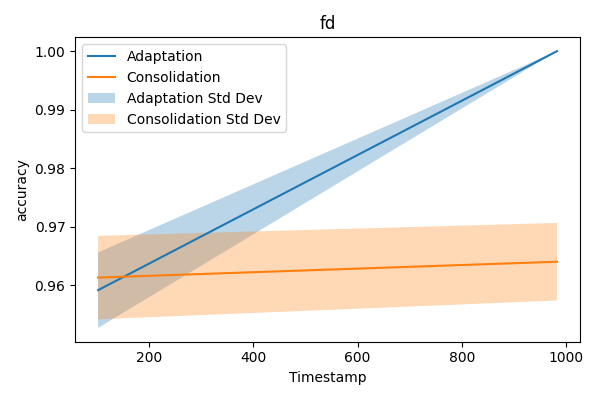 fd
Adaptation
Consolidation
Adaptation Std Dev
Consolidation Std Dev
1.00
0.99
0.98
0.97
0.96
accuracy
200
400
600
800
1000
Timestamp